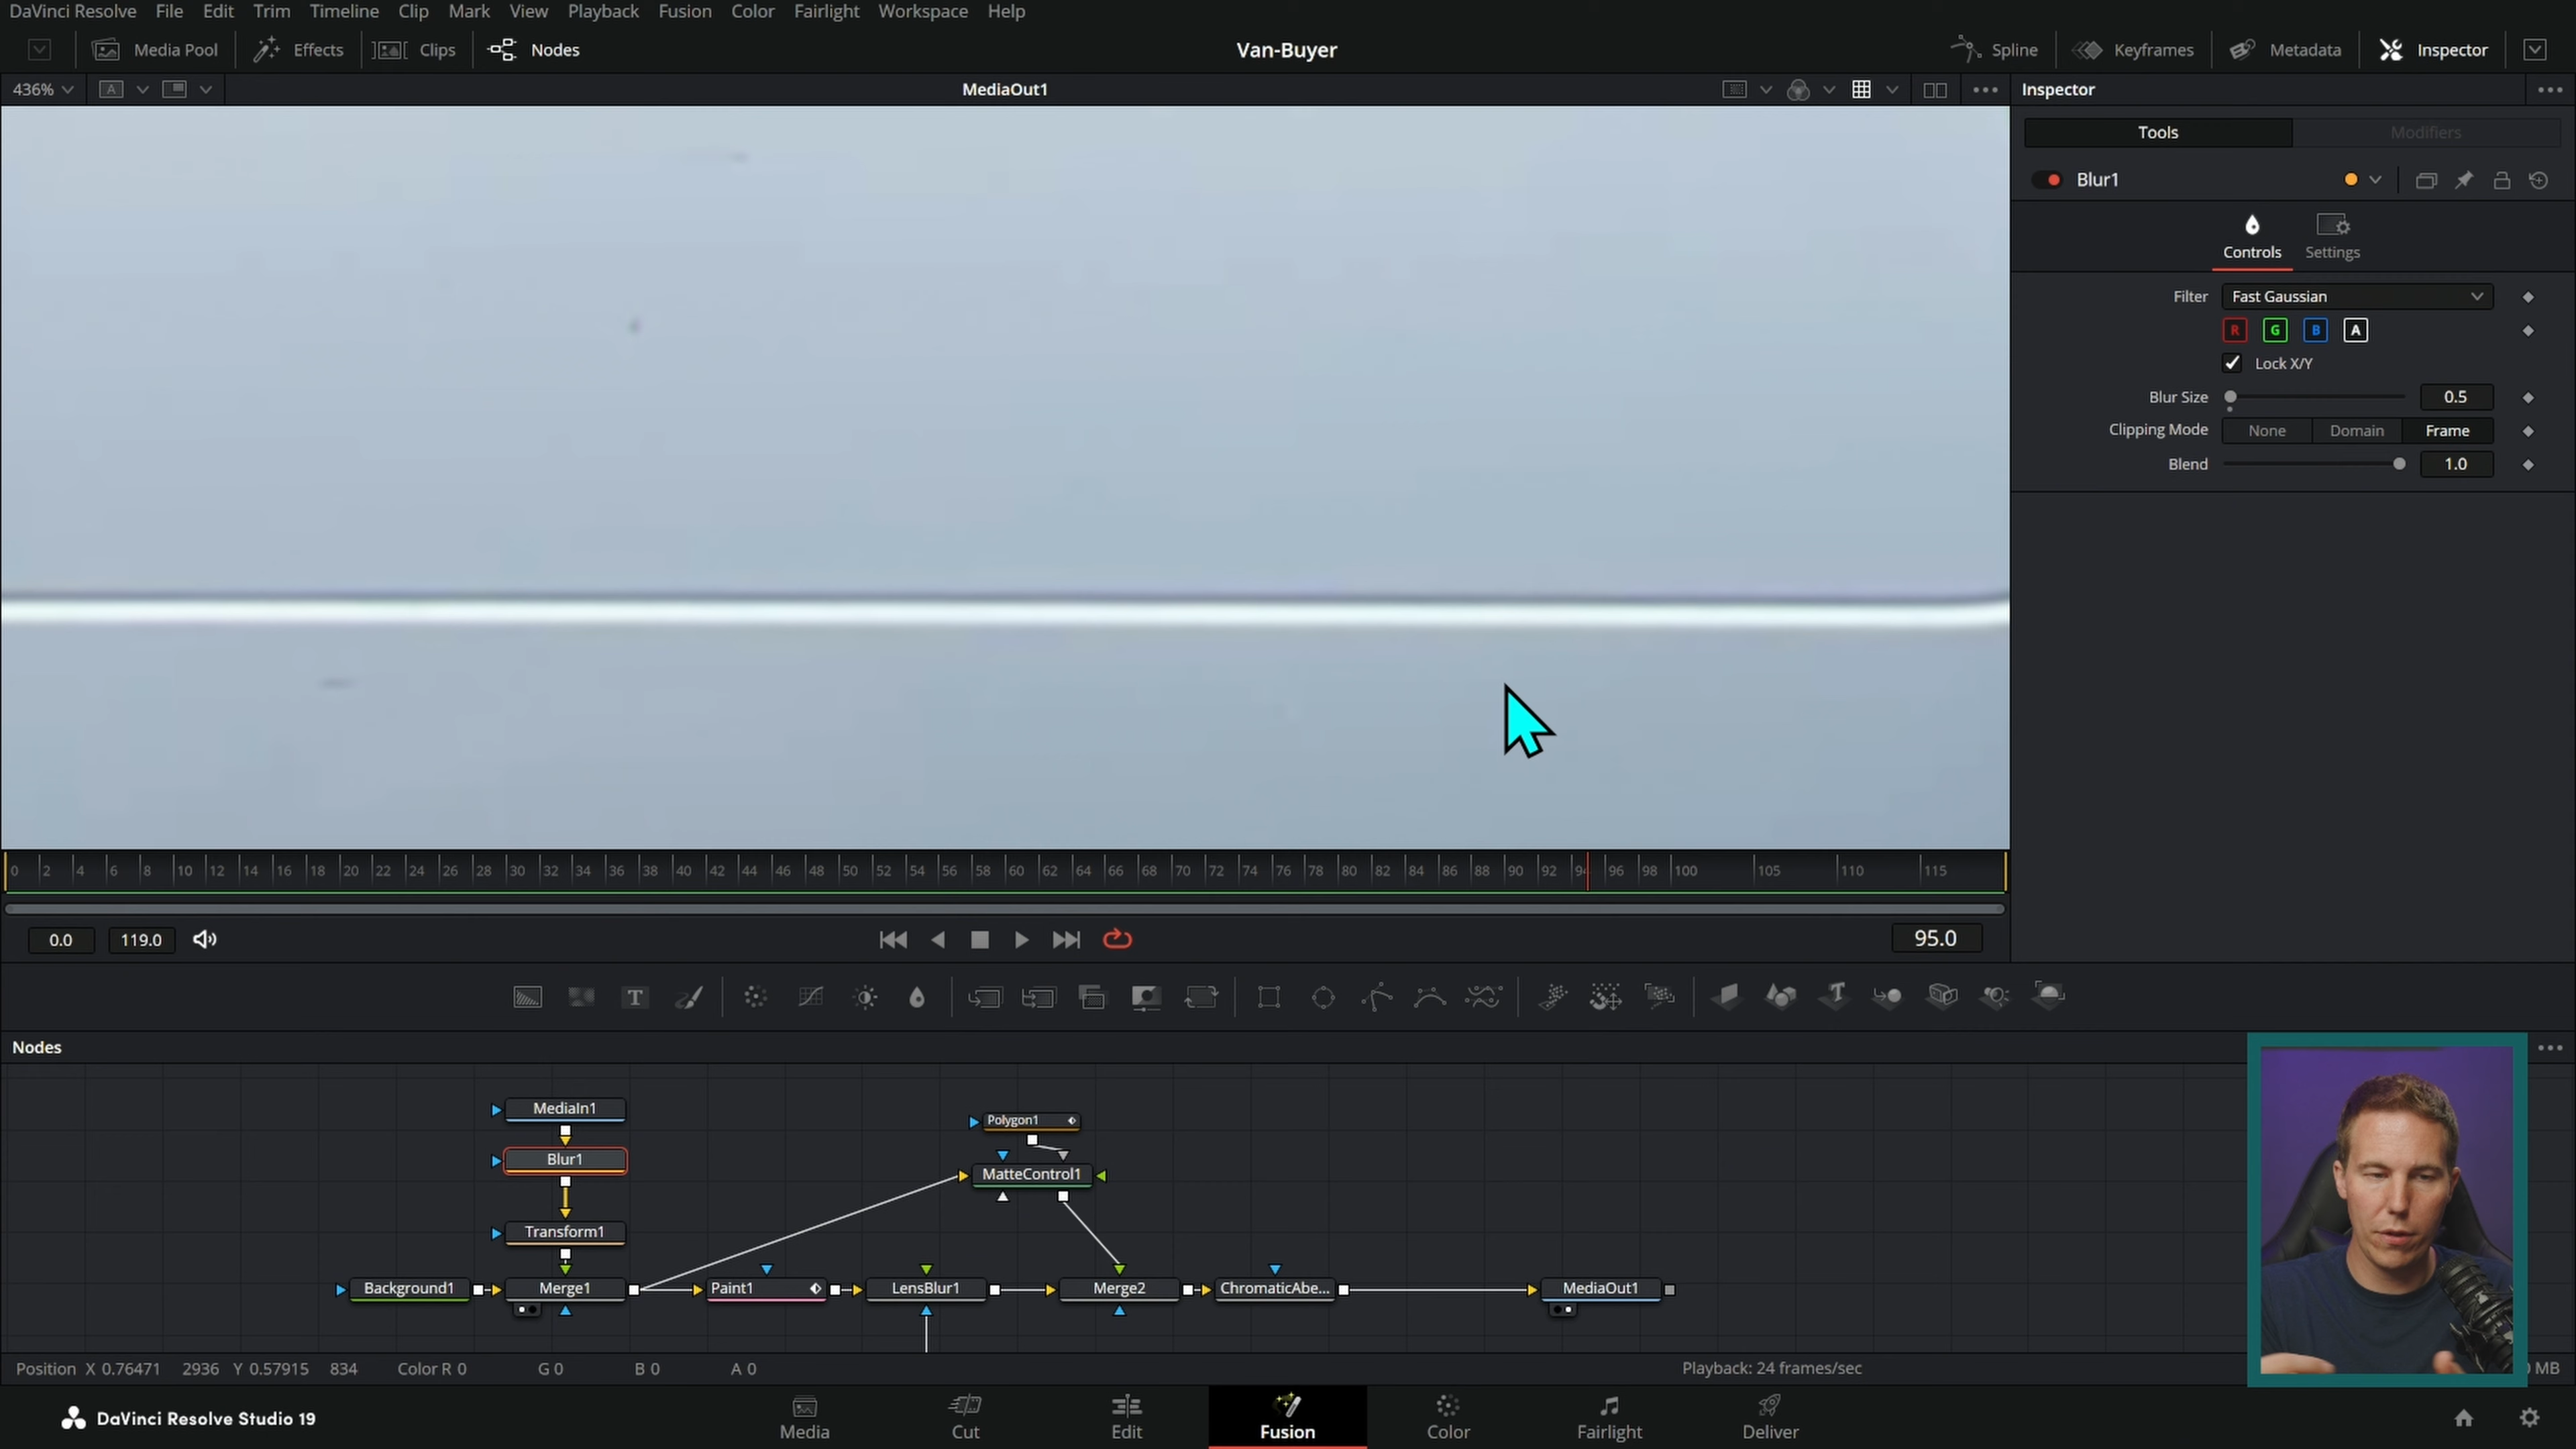 DaVinci Resolve File Edit Trim Timeline Clip Mark View Playback Fusion Color Fairlight Workspace Help
Media Pool Effects Clips Nodes Van-Buyer Spline Keyframes Metadata Inspector
436% A MediaOut1 Inspector
Tools Modifiers
Blur1
Controls Settings
Filter Fast Gaussian
R G B A
Lock X/Y
Blur Size 0.5
Clipping Mode None Domain Frame
Blend 1.0
0 2 4 6 8 10 12 14 16 18 20 22 24 26 28 30 32 34 36 38 40 42 44 46 48 50 52 54 56 58 60 62 64 66 68 70 72 74 76 78 80 82 84 86 88 90 92 94 96 98 100 105 110 115
0.0 119.0 95.0
T
Nodes
MediaIn1
Polygon1
Blur1
MatteControl1
Transform1
Background1 Merge1 Paint1 LensBlur1 Merge2 ChromaticAbe... MediaOut1
Position X 0.76471 2936 Y 0.57915 834 Color R 0 G 0 B 0 A 0 Playback: 24 frames/sec MB
DaVinci Resolve Studio 19 Media Cut Edit Fusion Color Fairlight Deliver